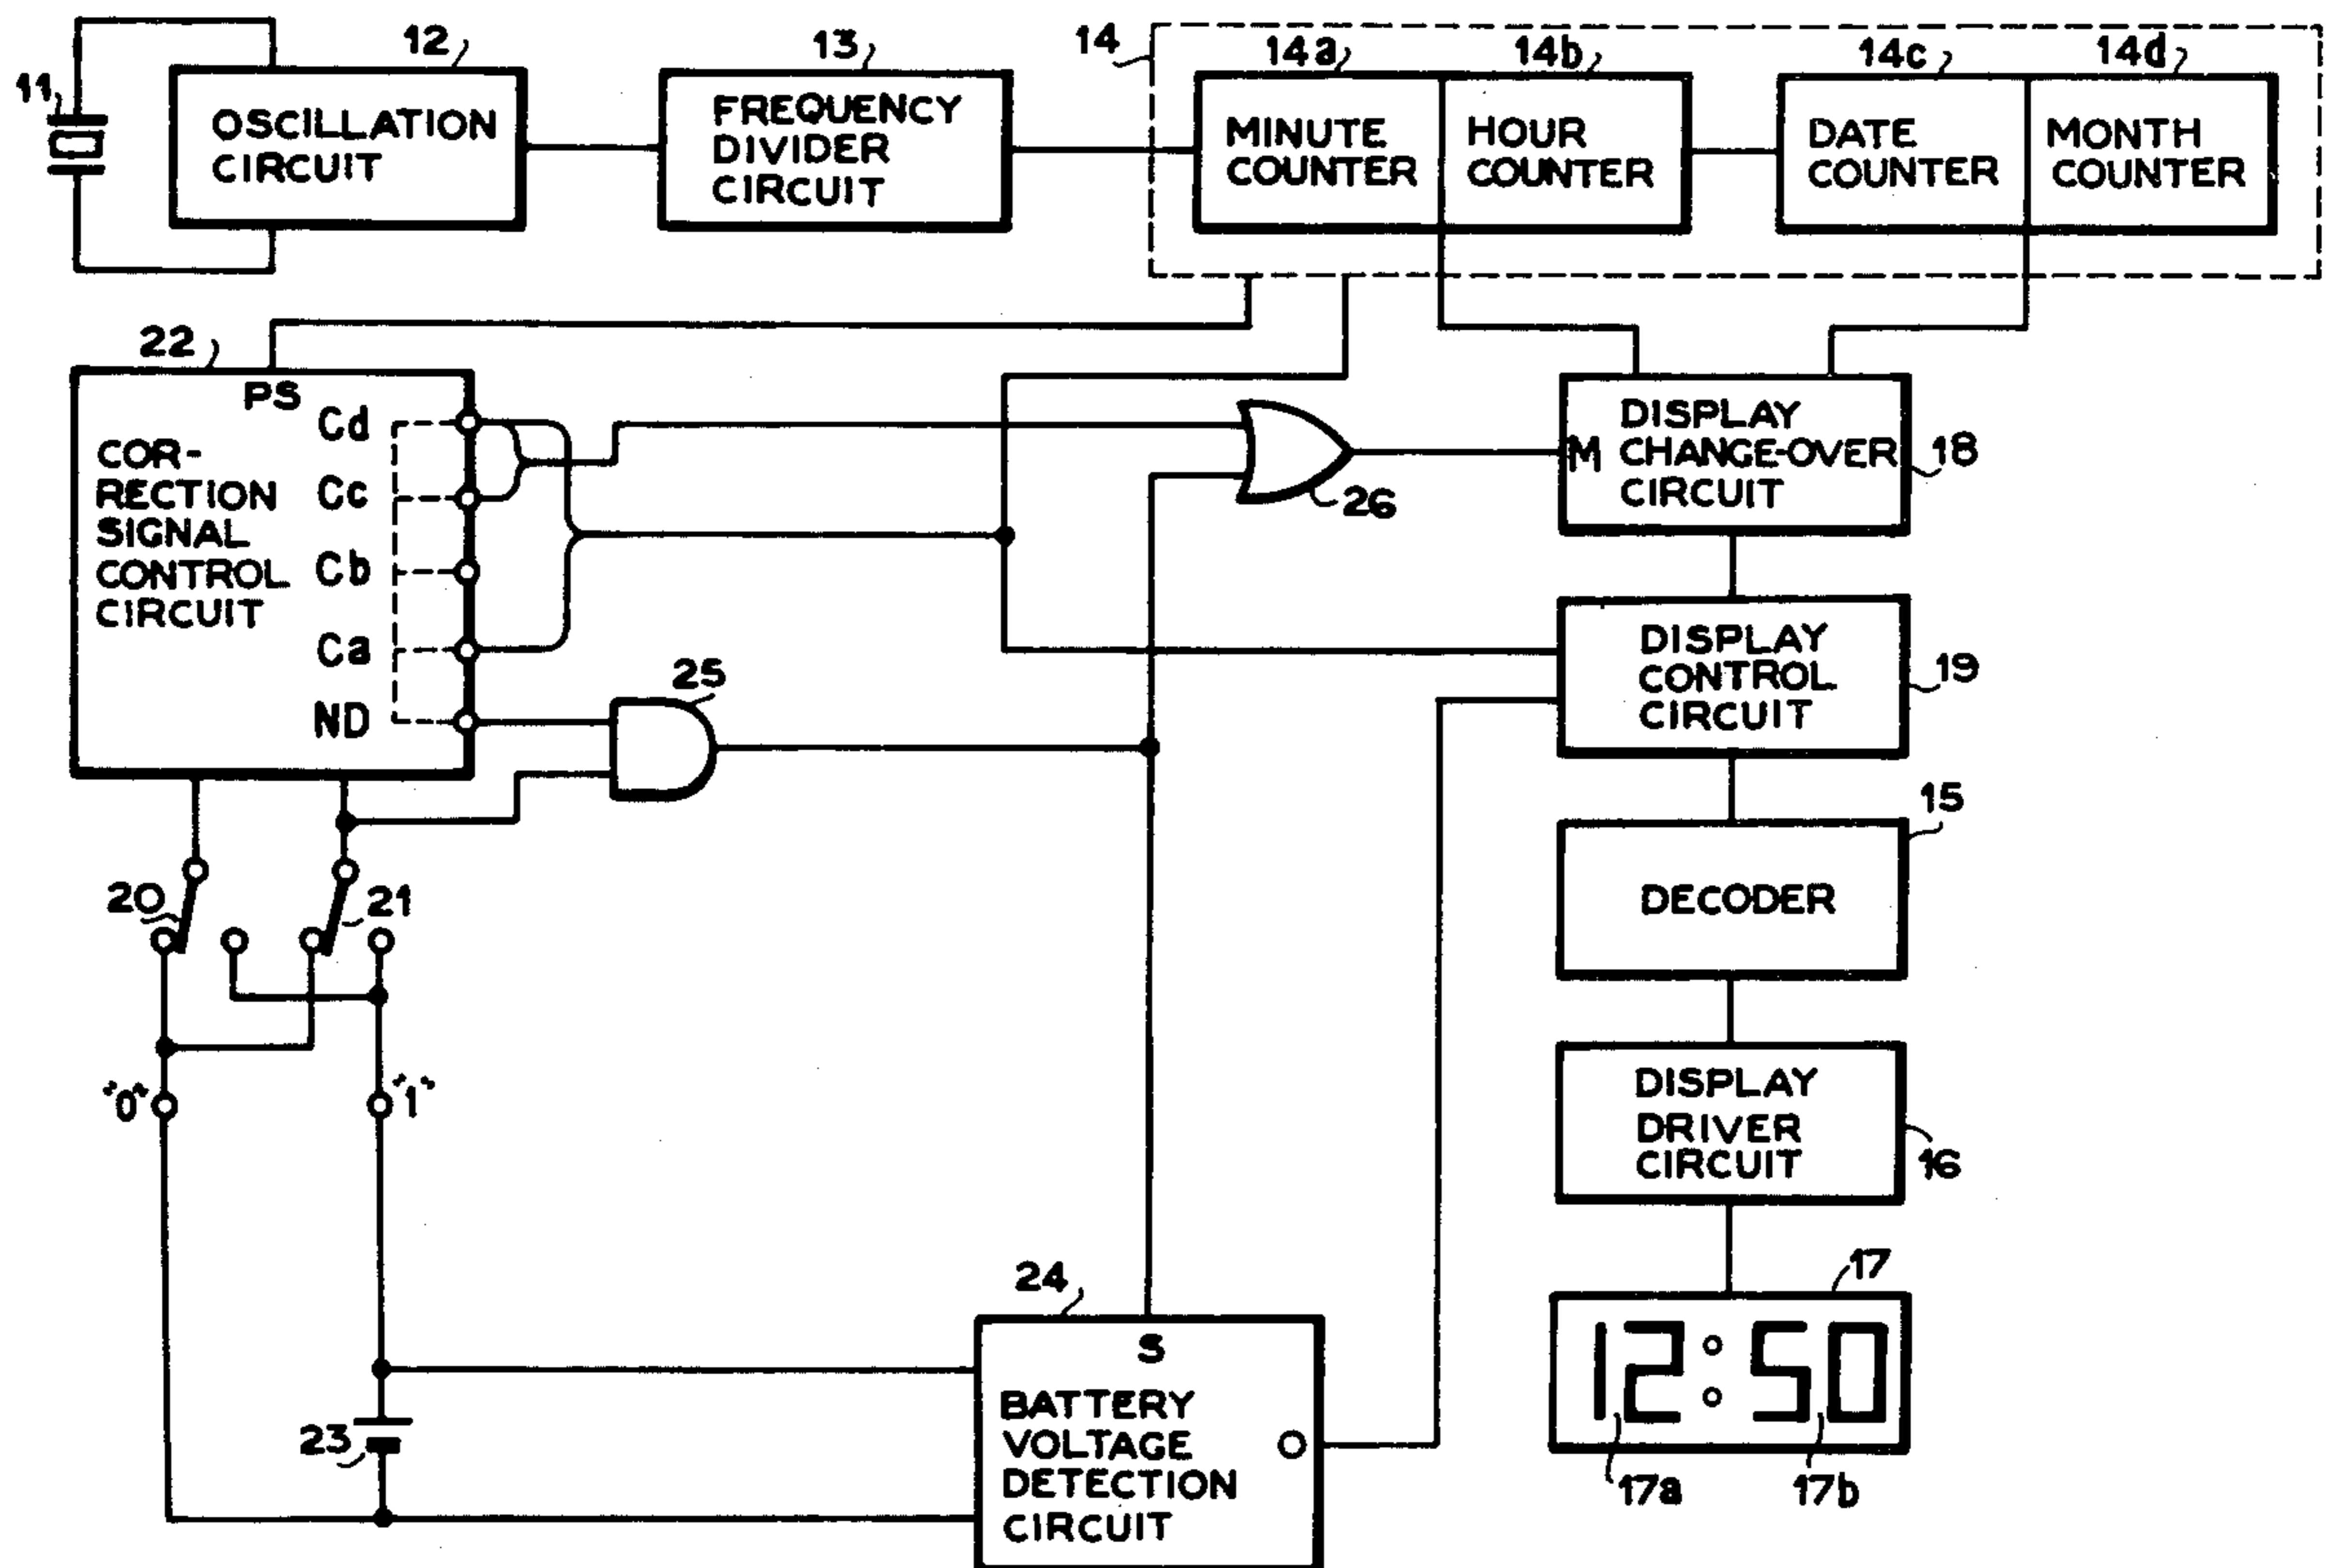 11
12
OSCILLATION
CIRCUIT
13
FREQUENCY
DIVIDER
CIRCUIT
14
14a
MINUTE
COUNTER
14b
HOUR
COUNTER
14c
DATE
COUNTER
14d
MONTH
COUNTER
22
PS
COR-
RECTION
SIGNAL
CONTROL
CIRCUIT
Cd
Cc
Cb
Ca
ND
25
26
M
DISPLAY
CHANGE-OVER
CIRCUIT
18
DISPLAY
CONTROL
CIRCUIT
19
15
DECODER
20
21
"0"
"1"
DISPLAY
DRIVER
CIRCUIT
16
23
24
S
BATTERY
VOLTAGE
DETECTION
CIRCUIT
O
17
12:50
17a
17b